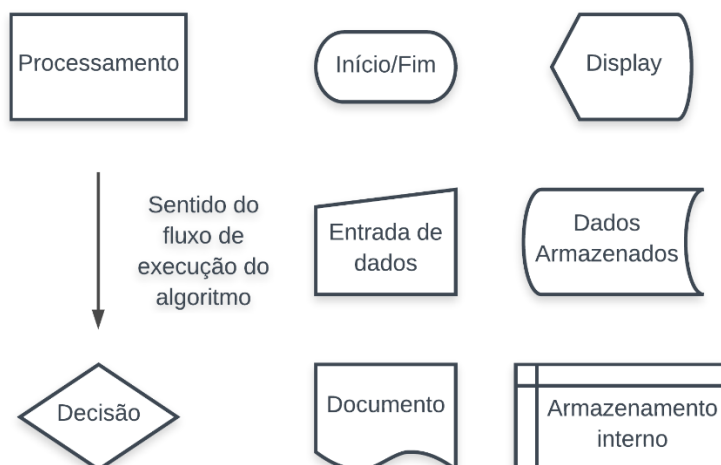 Processamento
Início/Fim
Display
Sentido do
fluxo de
execução do
algoritmo
Entrada de
dados
Dados
Armazenados
Decisão
Documento
Armazenamento
interno